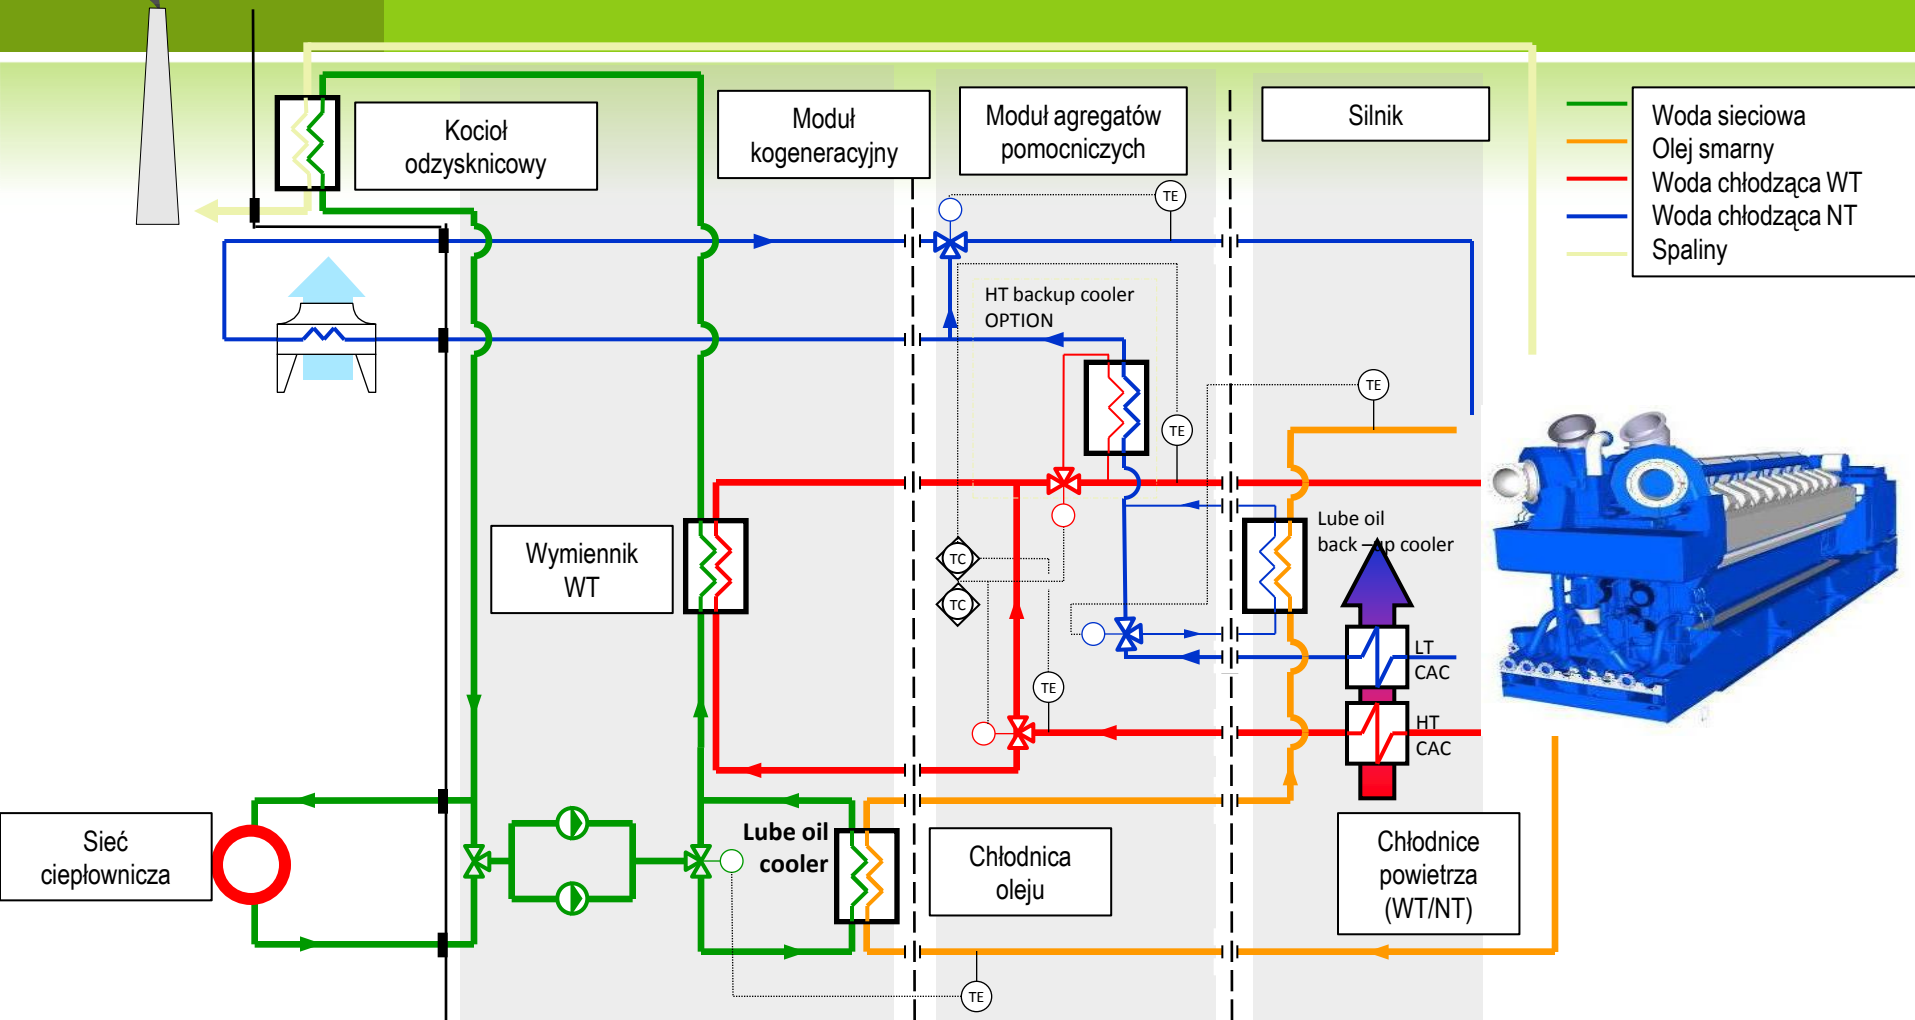 Kocioł
odzysknicowy
Moduł
kogeneracyjny
Moduł agregatów
pomocniczych
Silnik
Woda sieciowa
Olej smarny
Woda chłodząca WT
Woda chłodząca NT
Spaliny
TE
HT backup cooler
OPTION
TE
TE
Lube oil
back –up cooler
Wymiennik
WT
TC
TC
LT
CAC
TE
HT
CAC
Sieć
ciepłownicza
Lube oil
cooler
Chłodnica
oleju
Chłodnice
powietrza
(WT/NT)
TE